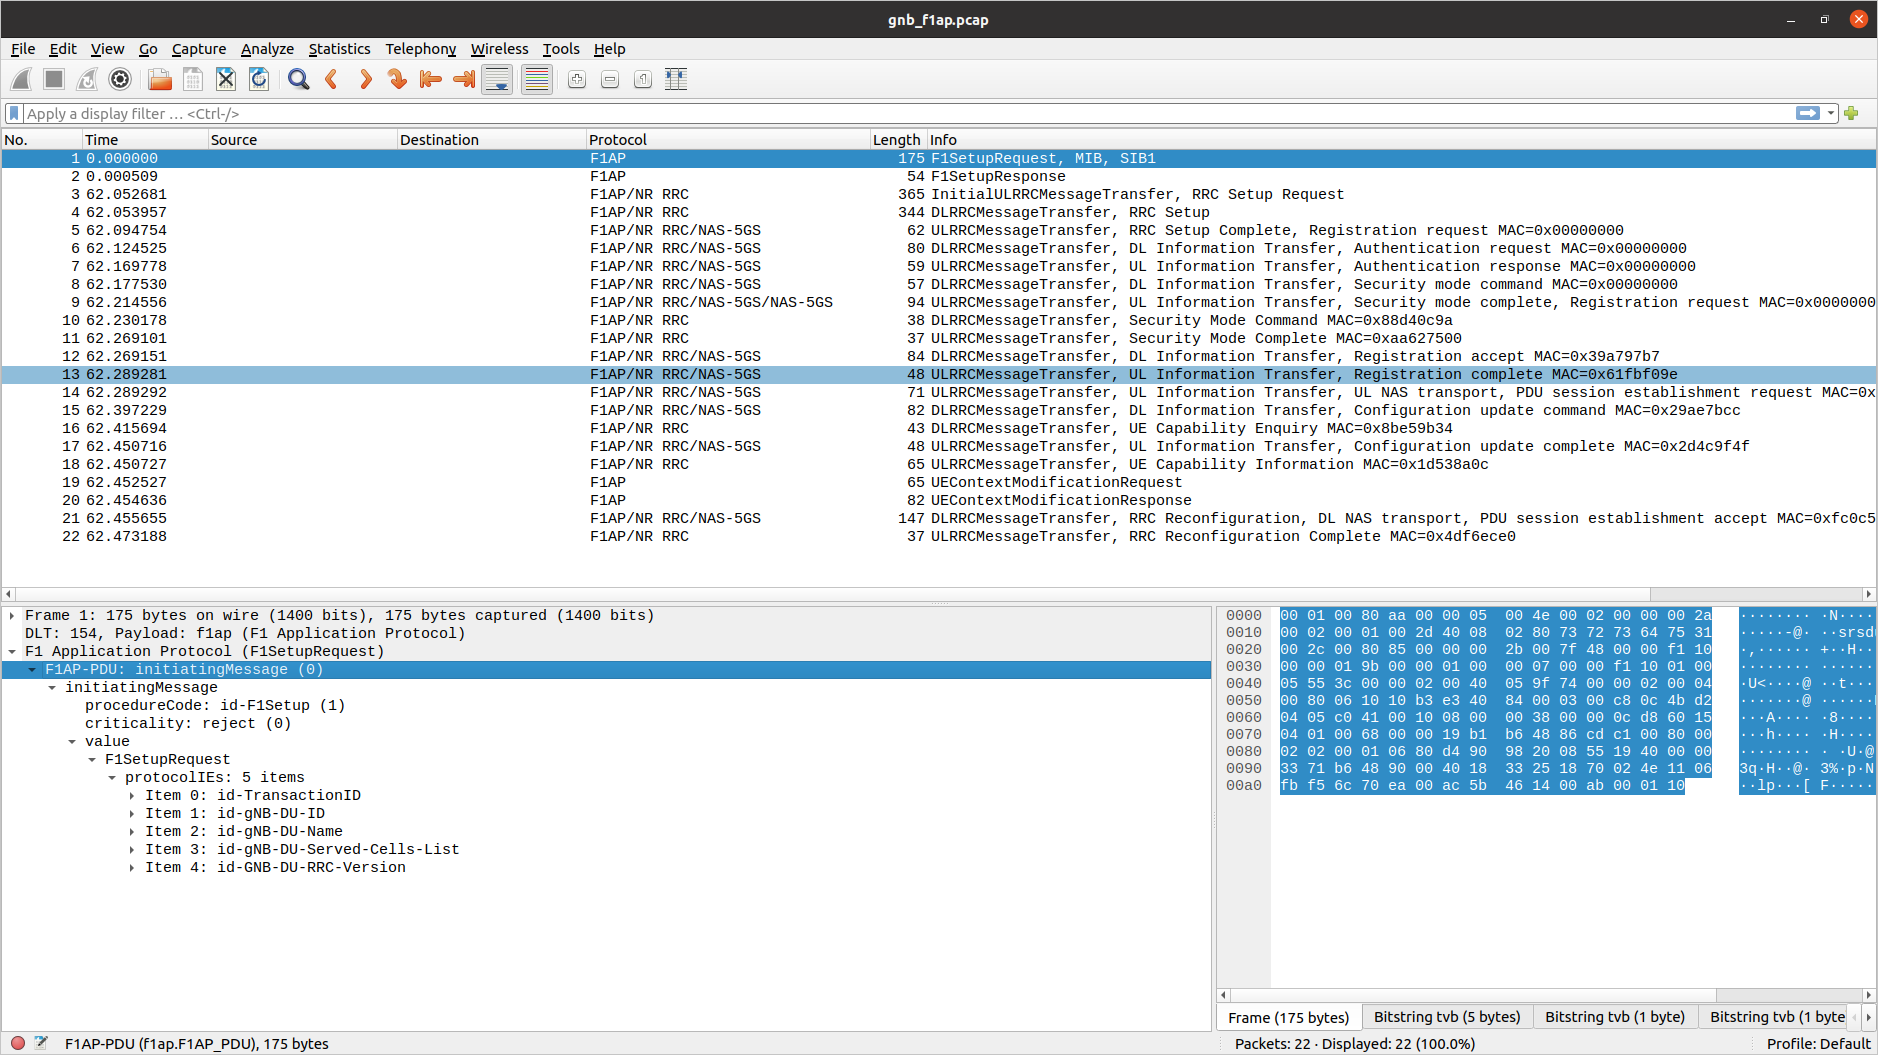 gnb_f1ap.pcap
File Edit View Go Capture Analyze Statistics Telephony Wireless Tools Help
Apply a display filter … <Ctrl-/>
No. Time Source Destination Protocol Length Info
1 0.000000 F1AP 175 F1SetupRequest, MIB, SIB1
2 0.000509 F1AP 54 F1SetupResponse
3 62.052681 F1AP/NR RRC 365 InitialULRRCMessageTransfer, RRC Setup Request
4 62.053957 F1AP/NR RRC 344 DLRRCMessageTransfer, RRC Setup
5 62.094754 F1AP/NR RRC/NAS-5GS 62 ULRRCMessageTransfer, RRC Setup Complete, Registration request MAC=0x00000000
6 62.124525 F1AP/NR RRC/NAS-5GS 80 DLRRCMessageTransfer, DL Information Transfer, Authentication request MAC=0x00000000
7 62.169778 F1AP/NR RRC/NAS-5GS 59 ULRRCMessageTransfer, UL Information Transfer, Authentication response MAC=0x00000000
8 62.177530 F1AP/NR RRC/NAS-5GS 57 DLRRCMessageTransfer, DL Information Transfer, Security mode command MAC=0x00000000
9 62.214556 F1AP/NR RRC/NAS-5GS/NAS-5GS 94 ULRRCMessageTransfer, UL Information Transfer, Security mode complete, Registration request MAC=0x0000000
10 62.230178 F1AP/NR RRC 38 DLRRCMessageTransfer, Security Mode Command MAC=0x88d40c9a
11 62.269101 F1AP/NR RRC 37 ULRRCMessageTransfer, Security Mode Complete MAC=0xaa627500
12 62.269151 F1AP/NR RRC/NAS-5GS 84 DLRRCMessageTransfer, DL Information Transfer, Registration accept MAC=0x39a797b7
13 62.289281 F1AP/NR RRC/NAS-5GS 48 ULRRCMessageTransfer, UL Information Transfer, Registration complete MAC=0x61fbf09e
14 62.289292 F1AP/NR RRC/NAS-5GS 71 ULRRCMessageTransfer, UL Information Transfer, UL NAS transport, PDU session establishment request MAC=0x
15 62.397229 F1AP/NR RRC/NAS-5GS 82 DLRRCMessageTransfer, DL Information Transfer, Configuration update command MAC=0x29ae7bcc
16 62.415694 F1AP/NR RRC 43 DLRRCMessageTransfer, UE Capability Enquiry MAC=0x8be59b34
17 62.450716 F1AP/NR RRC/NAS-5GS 48 ULRRCMessageTransfer, UL Information Transfer, Configuration update complete MAC=0x2d4c9f4f
18 62.450727 F1AP/NR RRC 65 ULRRCMessageTransfer, UE Capability Information MAC=0x1d538a0c
19 62.452527 F1AP 65 UEContextModificationRequest
20 62.454636 F1AP 82 UEContextModificationResponse
21 62.455655 F1AP/NR RRC/NAS-5GS 147 DLRRCMessageTransfer, RRC Reconfiguration, DL NAS transport, PDU session establishment accept MAC=0xfc0c5
22 62.473188 F1AP/NR RRC 37 ULRRCMessageTransfer, RRC Reconfiguration Complete MAC=0x4df6ece0
Frame 1: 175 bytes on wire (1400 bits), 175 bytes captured (1400 bits)
DLT: 154, Payload: f1ap (F1 Application Protocol)
F1 Application Protocol (F1SetupRequest)
F1AP-PDU: initiatingMessage (0)
initiatingMessage
procedureCode: id-F1Setup (1)
criticality: reject (0)
value
F1SetupRequest
protocolIEs: 5 items
Item 0: id-TransactionID
Item 1: id-gNB-DU-ID
Item 2: id-gNB-DU-Name
Item 3: id-gNB-DU-Served-Cells-List
Item 4: id-GNB-DU-RRC-Version
0000 00 01 00 80 aa 00 00 05 00 4e 00 02 00 00 00 2a ········ ·N·····
0010 00 02 00 01 00 2d 40 08 02 80 73 72 73 64 75 31 ·····-@· ··srsdu
0020 00 2c 00 80 85 00 00 00 2b 00 7f 48 00 00 f1 10 ·,······ +··H···
0030 00 00 01 9b 00 00 01 00 00 07 00 00 f1 10 01 00 ········ ·······
0040 05 55 3c 00 00 02 00 40 05 9f 74 00 00 02 00 04 ·U<····@ ··t····
0050 00 80 06 10 10 b3 e3 40 84 00 03 00 c8 0c 4b d2 ·······@ ······
0060 04 05 c0 41 00 10 08 00 00 38 00 00 0c d8 60 15 ···A···· ·8····
0070 04 01 00 68 00 00 19 b1 b6 48 86 cd c1 00 80 00 ···h···· ·H·····
0080 02 02 00 01 06 80 d4 90 98 20 08 55 19 40 00 00 ········ · ·U·@
0090 33 71 b6 48 90 00 40 18 33 25 18 70 02 4e 11 06 3q·H··@· 3%·p·N
00a0 fb f5 6c 70 ea 00 ac 5b 46 14 00 ab 00 01 10 ··lp···[ F·····
Frame (175 bytes) Bitstring tvb (5 bytes) Bitstring tvb (1 byte) Bitstring tvb (1 byte
F1AP-PDU (f1ap.F1AP_PDU), 175 bytes Packets: 22 · Displayed: 22 (100.0%) Profile: Default